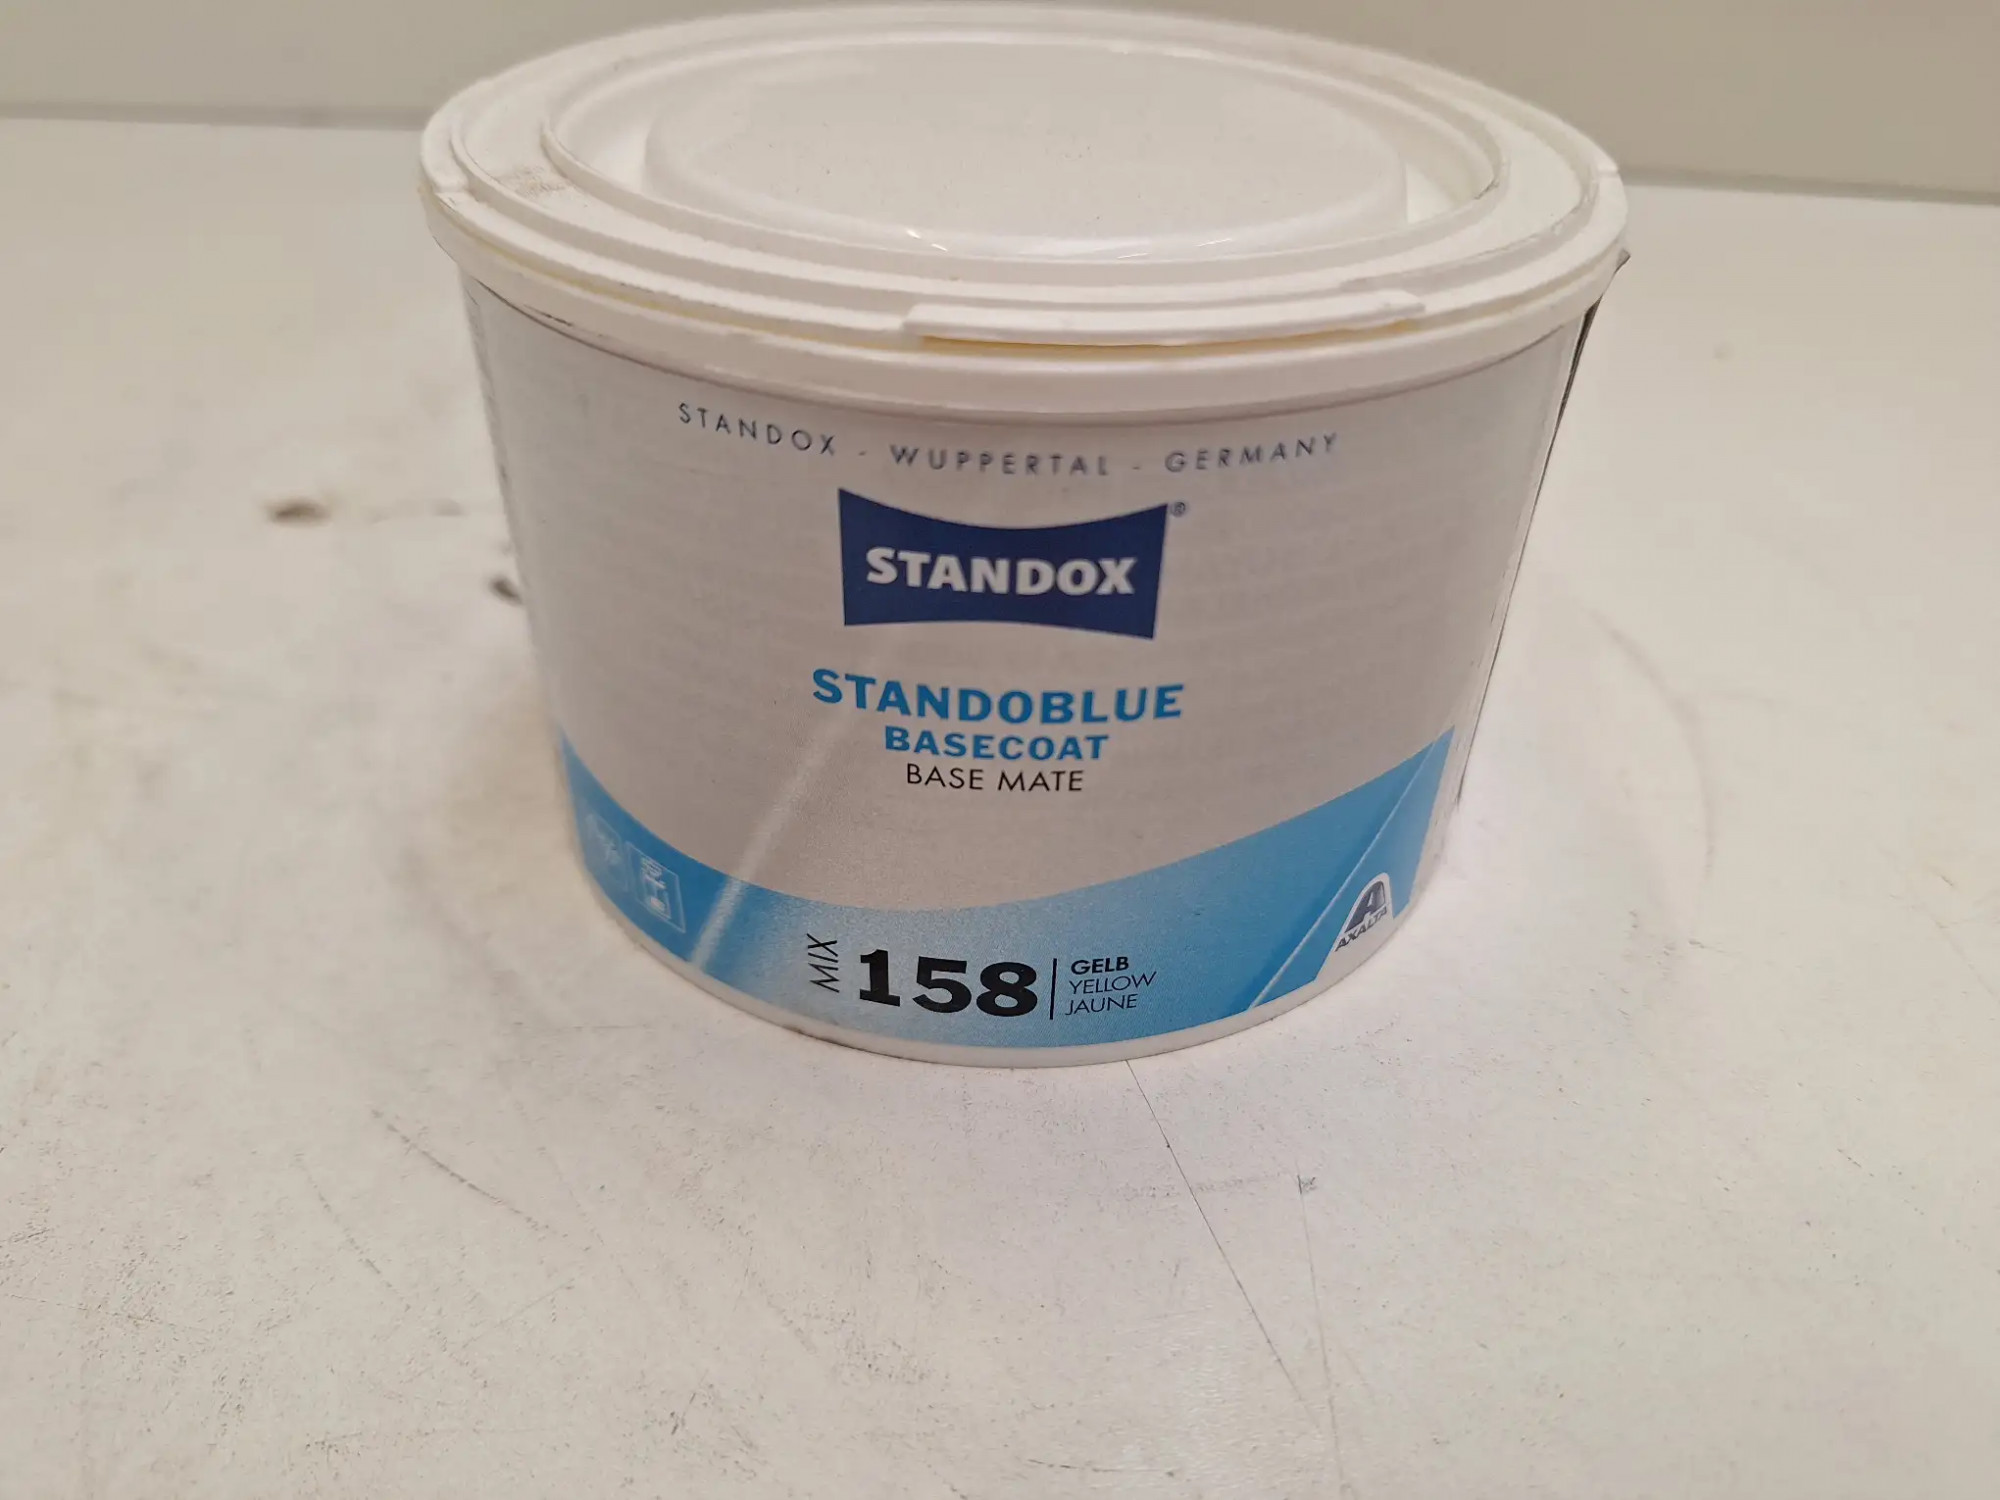 STANDOX - WUPPERTAL - GERMANY
STANDOX®
STANDOBLUE
BASECOAT
BASE MATE
MIX 158
GELB
YELLOW
JAUNE
AXALTA